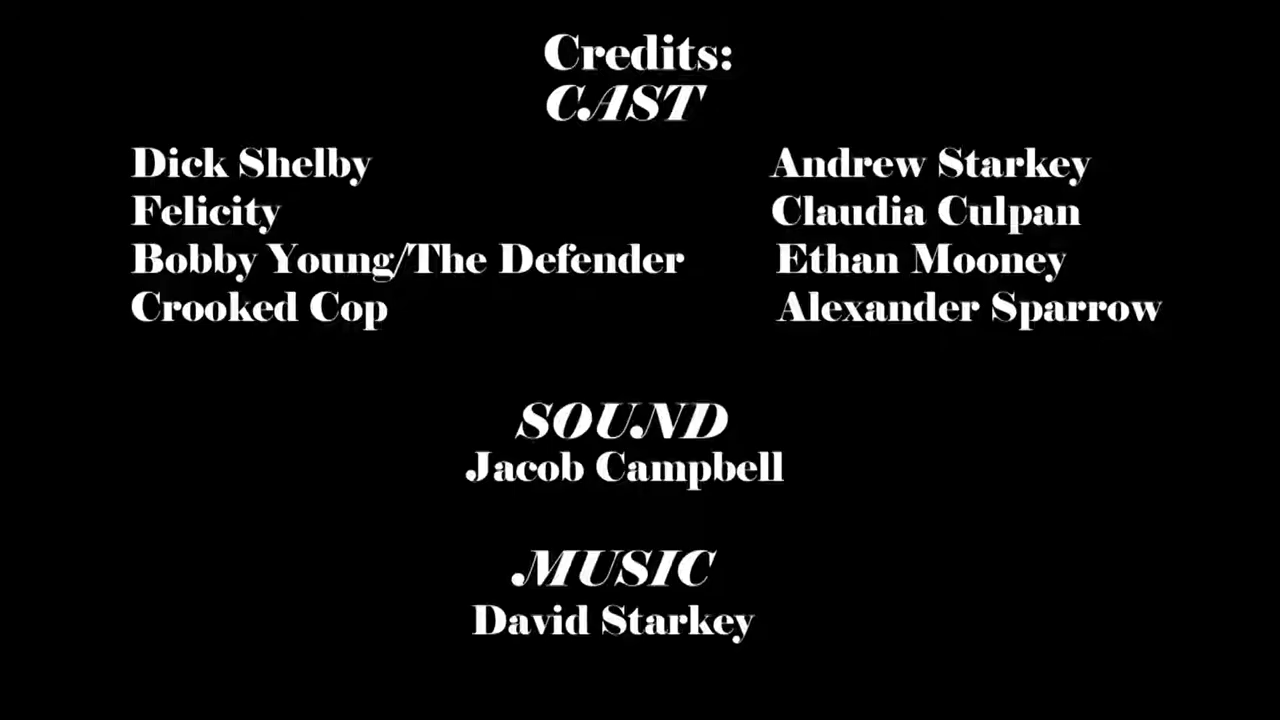 Credits:
CAST
Dick Shelby Andrew Starkey
Felicity Claudia Culpan
Bobby Young/The Defender Ethan Mooney
Crooked Cop Alexander Sparrow
SOUND
Jacob Campbell
MUSIC
David Starkey